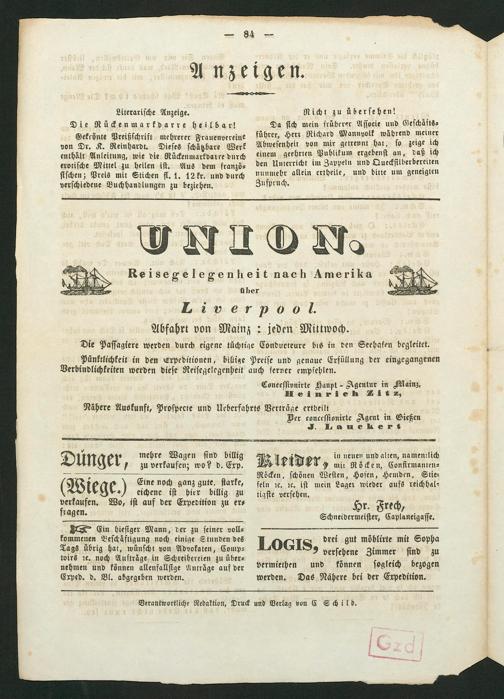 — 84 —
Anzeigen.
Literarische Anzeige.
Die Rückenmarktdarre heilbar!
Gekrönte Preisschrift mehrerer Frauenvereine
von Dr. K. Reinhardt. Dieses schätzbare Werk
enthält Anleitung, wie die Rückenmarkdarre durch
erotische Mittel zu heilen ist. Aus dem franzö-
sischen; Preis mit Stichen fl. 1. 12 kr. und durch
verschiedene Buchhandlungen zu beziehen.
Nicht zu übersehen!
Da sich mein früherer Associe und Geschäfts-
führer, Herr Richard Mannvolk während meiner
Abwesenheit von mir getrennt hat, so zeige ich
einem geehrten Publikum ergebenst an, daß ich
den Unterricht im Zappeln und Quecksilberbereiten
nunmehr allein ertheile, und bitte um geneigten
Zuspruch.
UNION.
Reisegelegenheit nach Amerika
über
Liverpool.
Abfahrt von Mainz: jeden Mittwoch.
Die Passagiere werden durch eigene tüchtige Conducteure bis in den Seehafen begleitet.
Pünktlichkeit in den Expeditionen, billige Preise und genaue Erfüllung der eingegangenen
Verbindlichkeiten werden diese Reisegelegenheit auch ferner empfehlen.
Concessionirte Haupt-Agentur in Mainz,
Heinrich Zitz,
Nähere Auskunft, Prospecte und Ueberfahrts Verträge ertheilt
Der concessionirte Agent in Gießen
J. Lauckert
Dünger, mehre Wagen sind billig
zu verkaufen; wo? d. Exp.
(Wiege.) Eine noch ganz gute, starke,
eichene ist hier billig zu
verkaufen. Wo, ist auf der Expedition zu er-
fragen.
☞ Ein hiesiger Mann, der zu seiner voll-
kommenen Beschäftigung noch einige Stunden des
Tags übrig hat, wünscht von Advokaten, Comp-
toirs ꝛc. noch Aufträge in Schreibereien zu über-
nehmen und können allenfallsige Anträge auf der
Exped. d. Bl. abgegeben werden.
Kleider, in neuen und alten, namentlich
mit Röcken, Confirmanden-
Röcken, schönen Westen, Hosen, Hemden, Stie-
feln ꝛc. ꝛc. ist mein Lager wieder aufs reichhal-
tigste versehen.
Hr. Frech,
Schneidermeister, Caplaneigasse.
LOGIS, drei gut möblirte mit Sopha
versehene Zimmer sind zu
vermiethen und können sogleich bezogen
werden. Das Nähere bei der Expedition.
Verantwortliche Redaktion, Druck und Verlag von C Schild.
Gzd